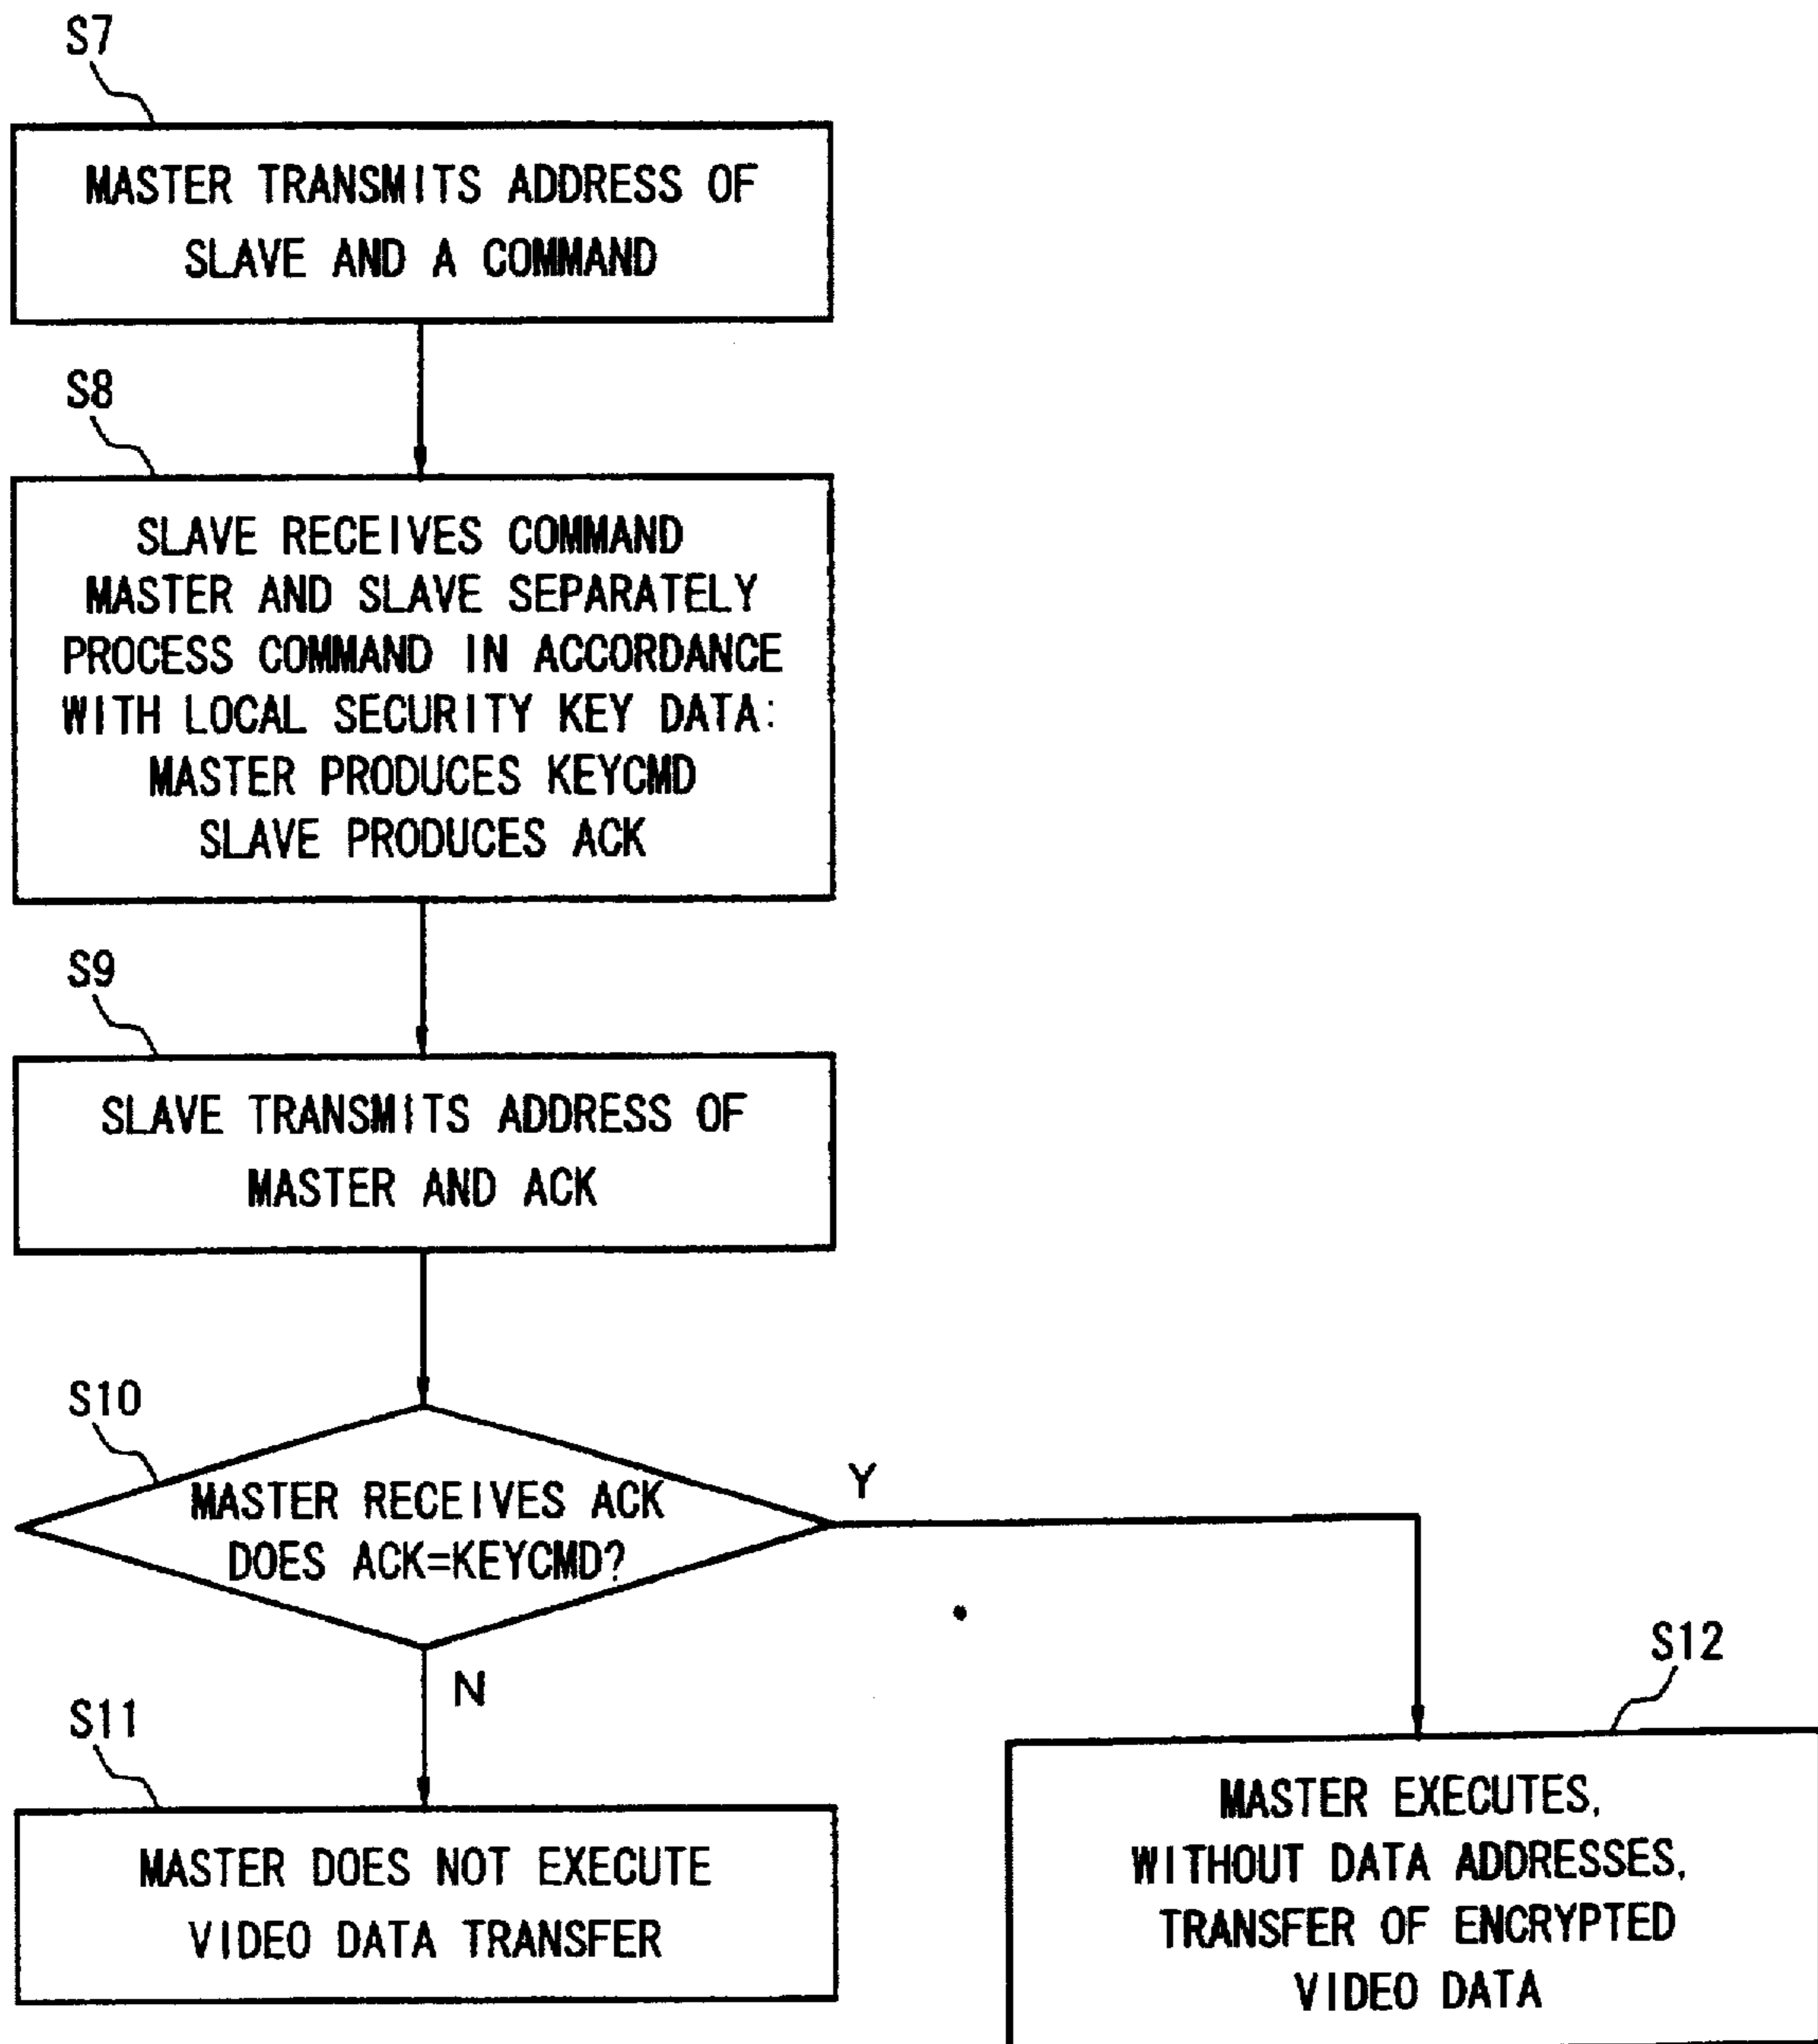 S7
MASTER TRANSMITS ADDRESS OF
SLAVE AND A COMMAND
S8
SLAVE RECEIVES COMMAND
MASTER AND SLAVE SEPARATELY
PROCESS COMMAND IN ACCORDANCE
WITH LOCAL SECURITY KEY DATA:
MASTER PRODUCES KEYCMD
SLAVE PRODUCES ACK
S9
SLAVE TRANSMITS ADDRESS OF
MASTER AND ACK
S10
MASTER RECEIVES ACK
DOES ACK=KEYCMD?
Y
N
S11
MASTER DOES NOT EXECUTE
VIDEO DATA TRANSFER
S12
MASTER EXECUTES,
WITHOUT DATA ADDRESSES,
TRANSFER OF ENCRYPTED
VIDEO DATA